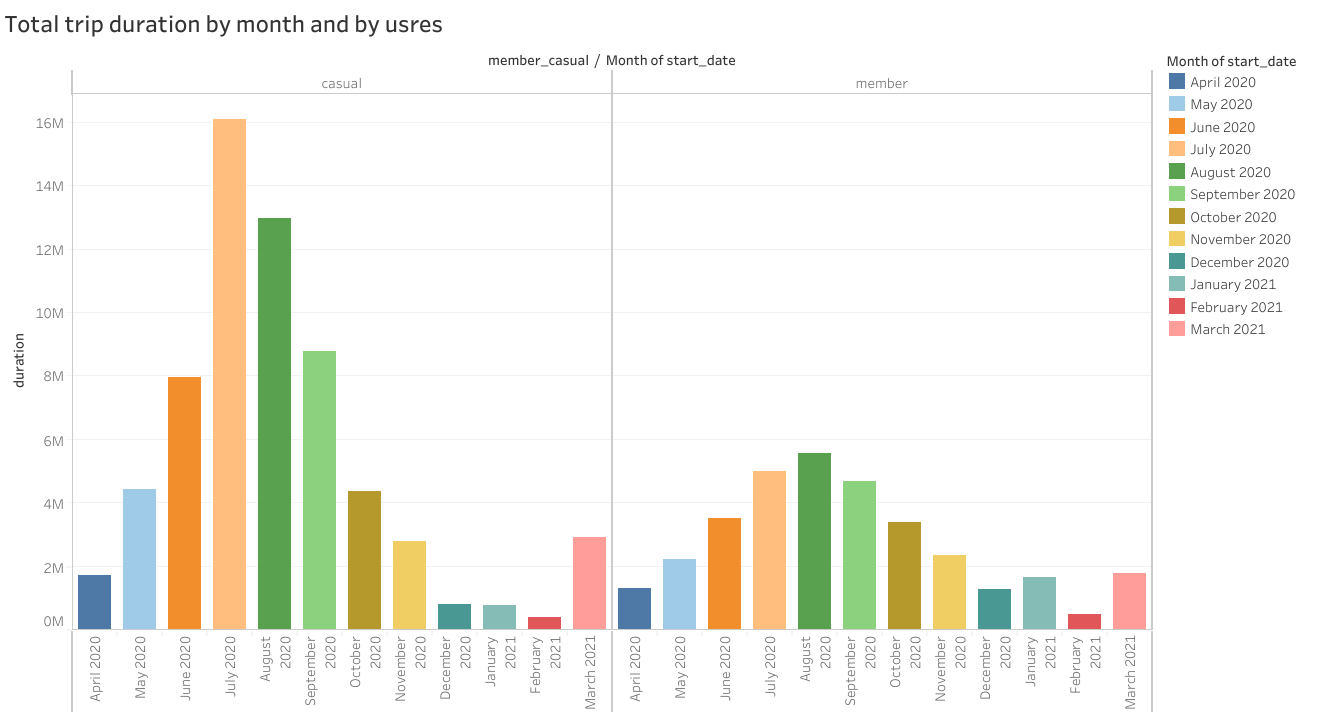 Total trip duration by month and by usres
member_casual / Month of start_date
casual
member
duration
16M
14M
12M
10M
8M
6M
4M
2M
0M
April 2020
May 2020
June 2020
July 2020
August
2020
September
2020
October
2020
November
2020
December
2020
January
2021
February
2021
March 2021
April 2020
May 2020
June 2020
July 2020
August
2020
September
2020
October
2020
November
2020
December
2020
January
2021
February
2021
March 2021
Month of start_date
April 2020
May 2020
June 2020
July 2020
August 2020
September 2020
October 2020
November 2020
December 2020
January 2021
February 2021
March 2021